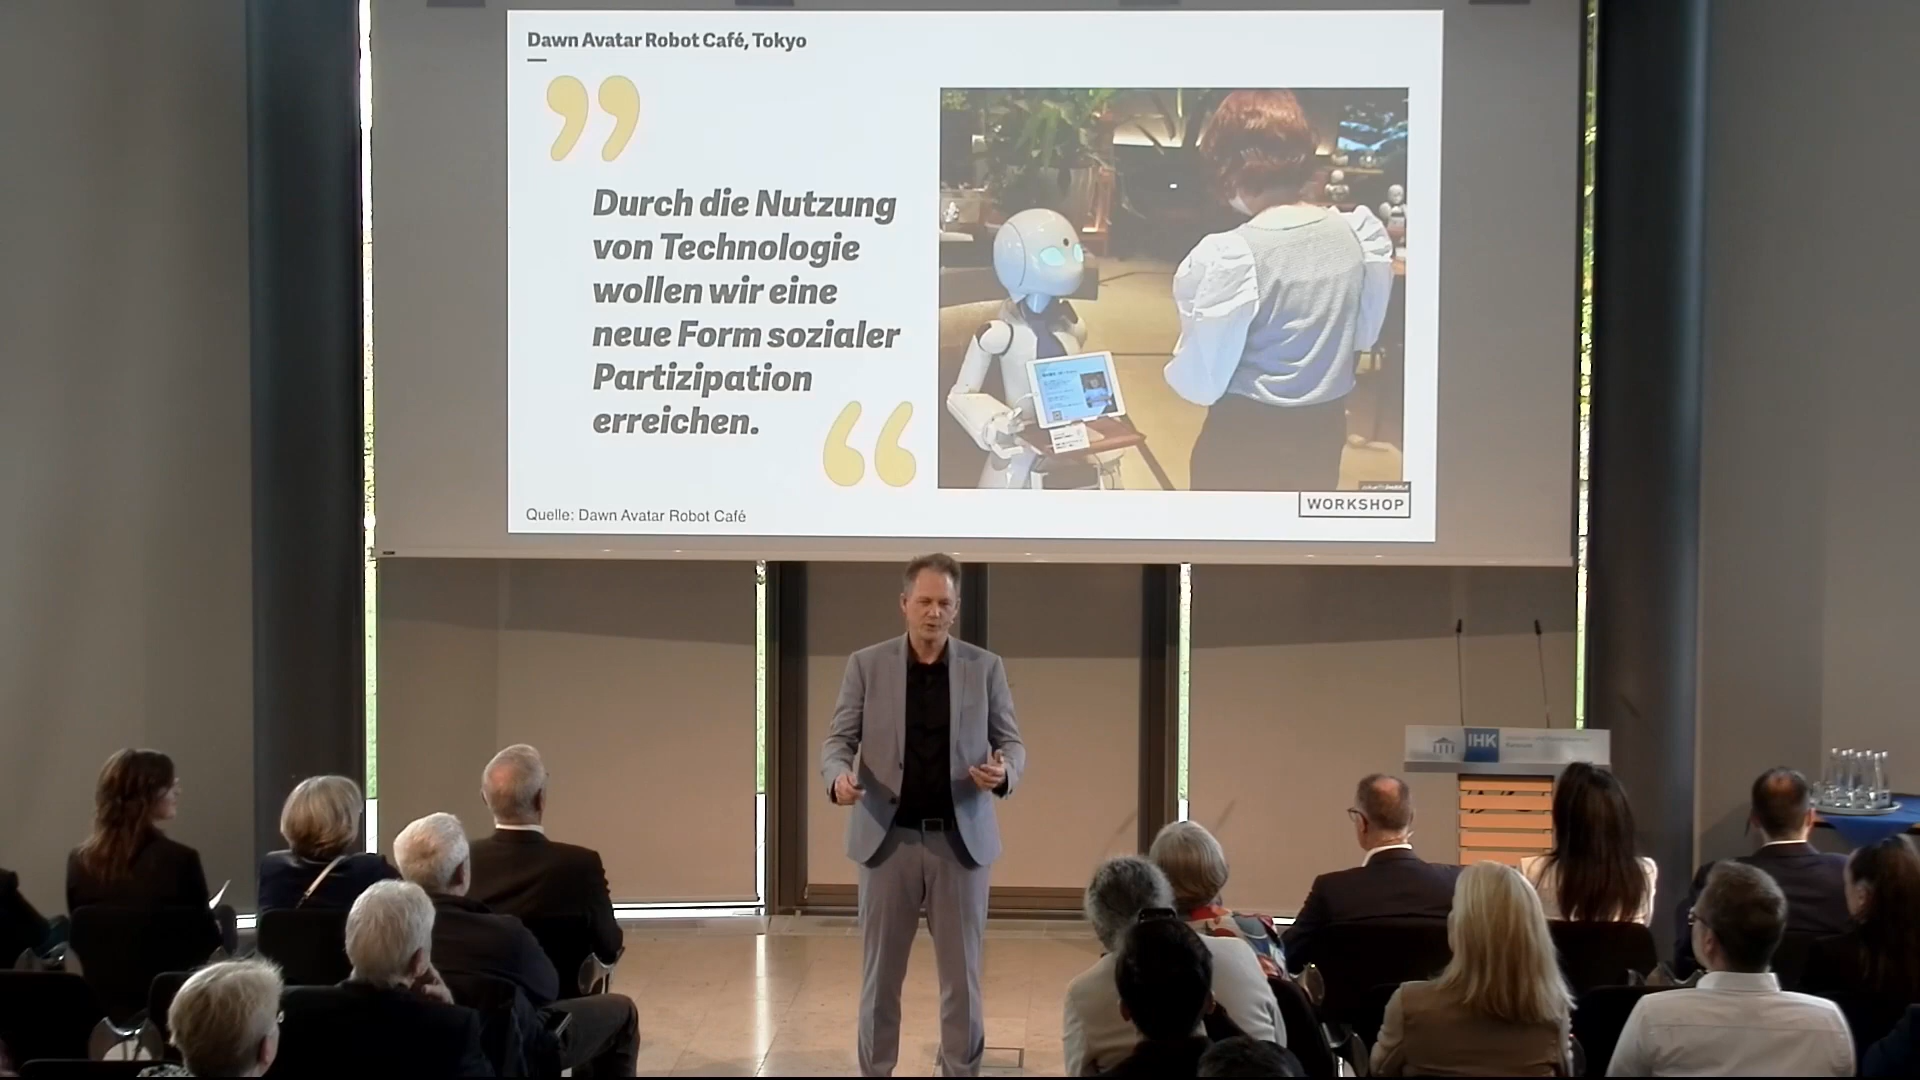 Dawn Avatar Robot Café, Tokyo
Durch die Nutzung
von Technologie
wollen wir eine
neue Form sozialer
Partizipation
erreichen.
Quelle: Dawn Avatar Robot Café
WORKSHOP
IHK